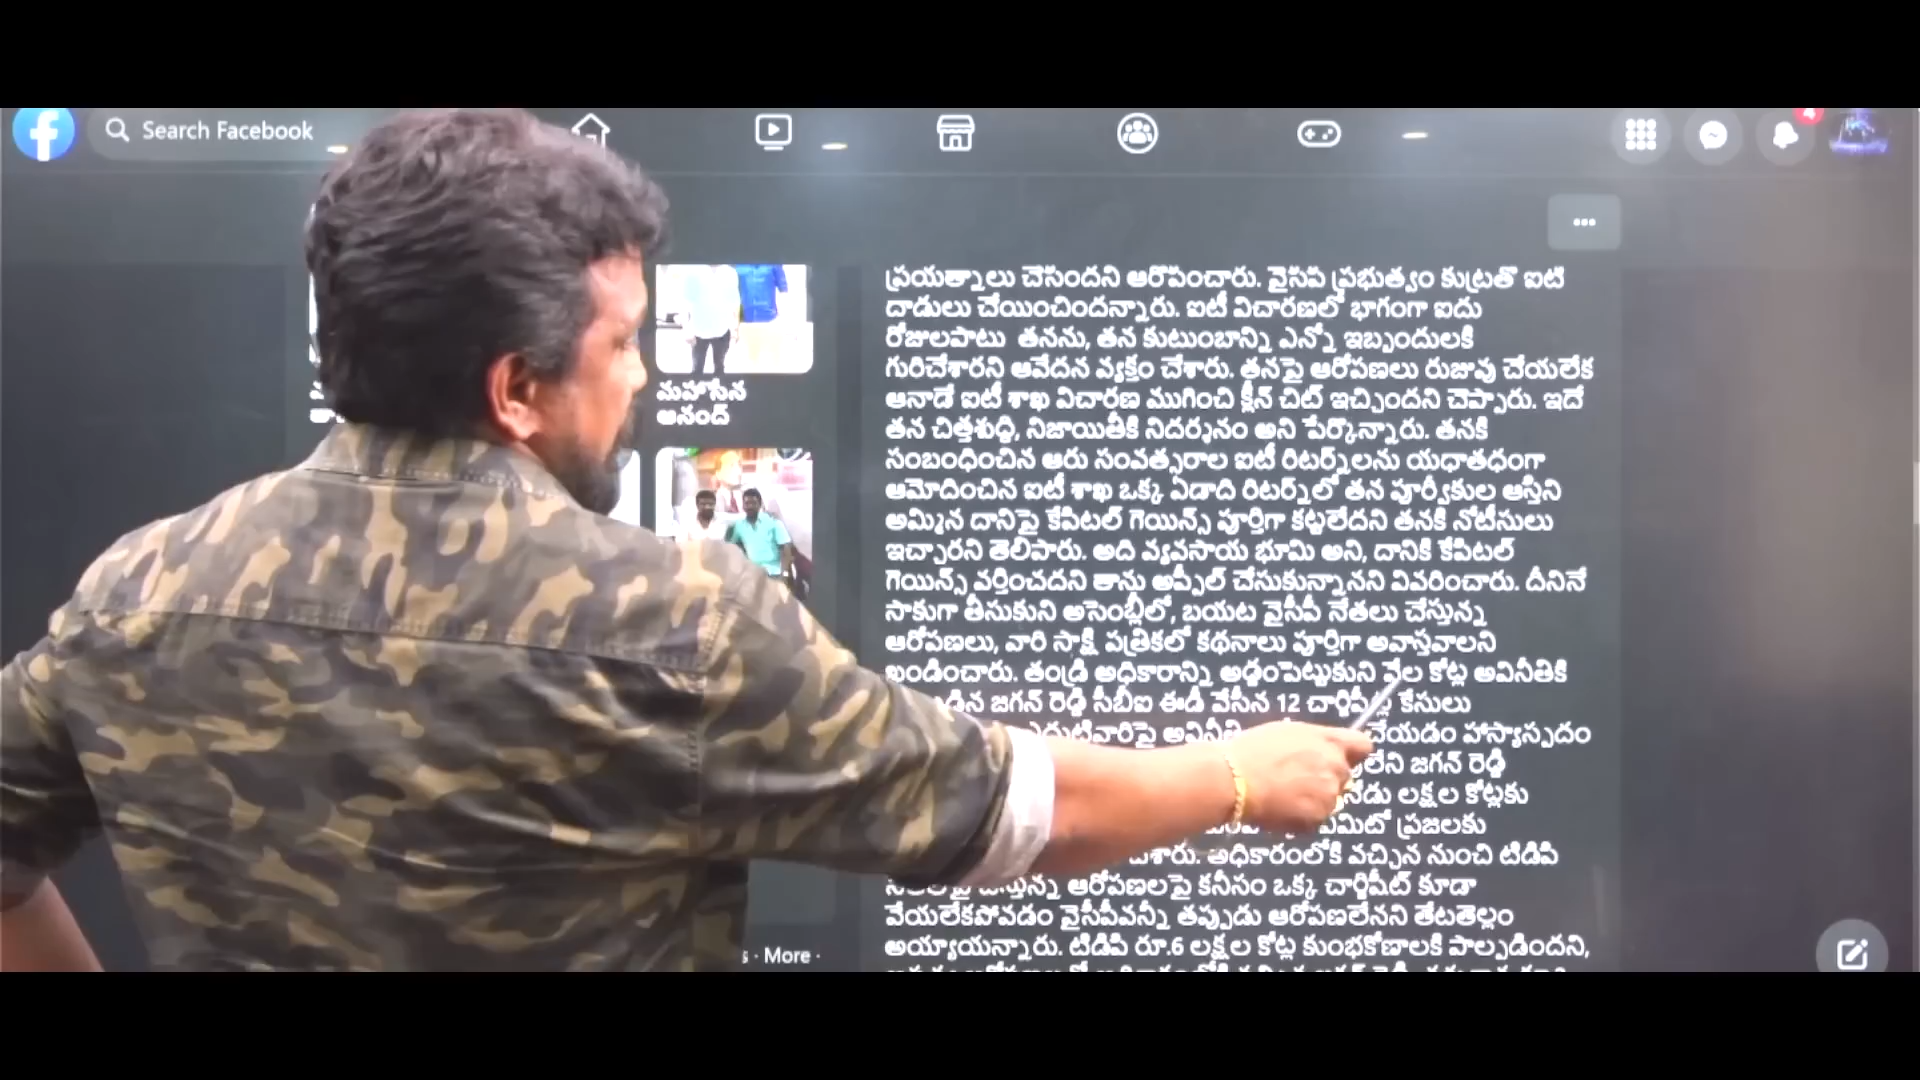 Search Facebook
మహాసేన
ఆనంద్
ప్రయత్నాలు చేసిందని ఆరోపించారు. వైసీపీ ప్రభుత్వం కుట్రతో ఐటీ
దాడులు చేయించిందన్నారు. ఐటీ విచారణలో భాగంగా ఐదు
రోజులపాటు తనను, తన కుటుంబాన్ని ఎన్నో ఇబ్బందులకి
గురిచేశారని ఆవేదన వ్యక్తం చేశారు. తనపై ఆరోపణలు రుజువు చేయలేక
ఆనాడే ఐటీ శాఖ విచారణ ముగించి క్లీన్ చిట్ ఇచ్చిందని చెప్పారు. ఇదే
తన చిత్తశుద్ధి, నిజాయితీకి నిదర్శనం అని పేర్కొన్నారు. తనకి
సంబంధించిన ఆరు సంవత్సరాల ఐటీ రిటర్న్‌లను యధాతధంగా
ఆమోదించిన ఐటీ శాఖ ఒక్క ఏడాది రిటర్న్‌లో తన పూర్వీకుల ఆస్తిని
అమ్మిన దానిపై కేపిటల్ గెయిన్స్ పూర్తిగా కట్టలేదని తనకి నోటీసులు
ఇచ్చారని తెలిపారు. అది వ్యవసాయ భూమి అని, దానికి కేపిటల్
గెయిన్స్ వర్తించదని తాను అప్పీల్ చేసుకున్నానని వివరించారు. దీనినే
సాకుగా తీసుకుని అసెంబ్లీలో, బయట వైసీపీ నేతలు చేస్తున్న
ఆరోపణలు, వారి సాక్షి పత్రికలో కథనాలు పూర్తిగా అవాస్తవాలని
ఖండించారు. తండ్రి అధికారాన్ని అడ్డంపెట్టుకుని వేల కోట్ల అవినీతికి
జగన్ రెడ్డి సీబీఐ ఈడీ వేసిన 12 చార్జిషీట్ల కేసులు
ఎదుటివారిపై అవినీతి చేయడం హాస్యాస్పదం
జగన్ రెడ్డి
లక్షల కోట్లకు
ఏమిటో ప్రజలకు
అధికారంలోకి వచ్చిన నుంచి టిడిపి
ఆరోపణలపై కనీసం ఒక్క చార్జిషీట్ కూడా
వేయలేకపోవడం వైసీపీవన్నీ తప్పుడు ఆరోపణలేనని తేటతెల్లం
అయ్యాయన్నారు. టిడిపి రూ.6 లక్షల కోట్ల కుంభకోణాలకి పాల్పడిందని,
· More ·